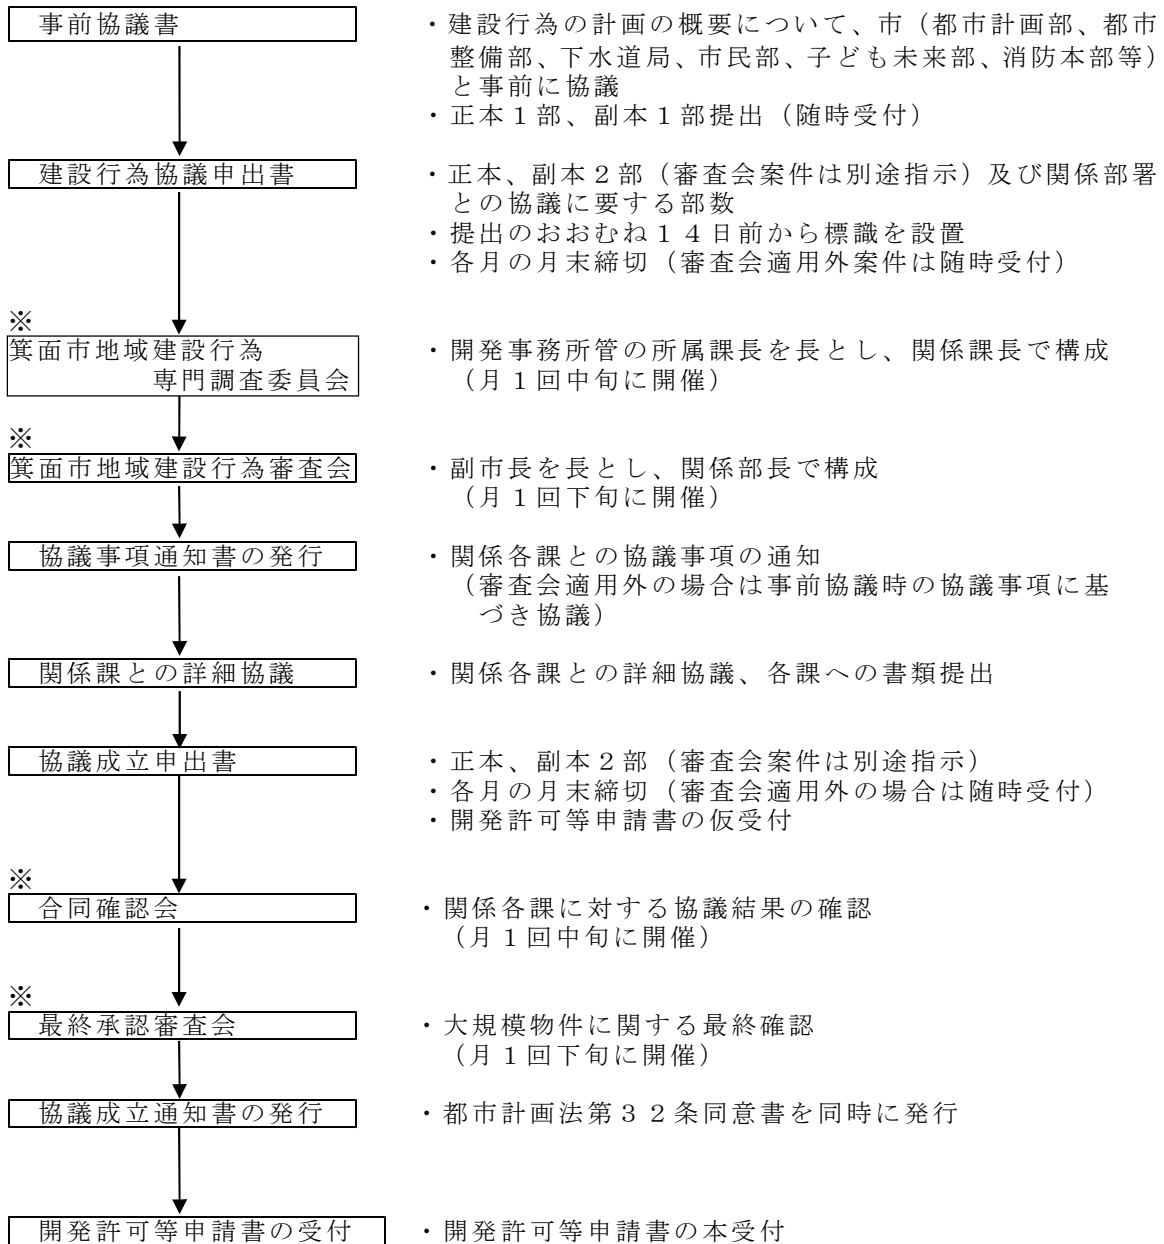 事前協議書
・建設行為の計画の概要について、市（都市計画部、都市
整備部、下水道局、市民部、子ども未来部、消防本部等）
と事前に協議
・正本１部、副本１部提出（随時受付）
建設行為協議申出書
・正本、副本２部（審査会案件は別途指示）及び関係部署
との協議に要する部数
・提出のおおむね１４日前から標識を設置
・各月の月末締切（審査会適用外案件は随時受付）
※
箕面市地域建設行為
専門調査委員会
・開発事務所管の所属課長を長とし、関係課長で構成
（月１回中旬に開催）
※
箕面市地域建設行為審査会
・副市長を長とし、関係部長で構成
（月１回下旬に開催）
協議事項通知書の発行
・関係各課との協議事項の通知
（審査会適用外の場合は事前協議時の協議事項に基
づき協議）
関係課との詳細協議
・関係各課との詳細協議、各課への書類提出
協議成立申出書
・正本、副本２部（審査会案件は別途指示）
・各月の月末締切（審査会適用外の場合は随時受付）
・開発許可等申請書の仮受付
※
合同確認会
・関係各課に対する協議結果の確認
（月１回中旬に開催）
※
最終承認審査会
・大規模物件に関する最終確認
（月１回下旬に開催）
協議成立通知書の発行
・都市計画法第３２条同意書を同時に発行
開発許可等申請書の受付
・開発許可等申請書の本受付